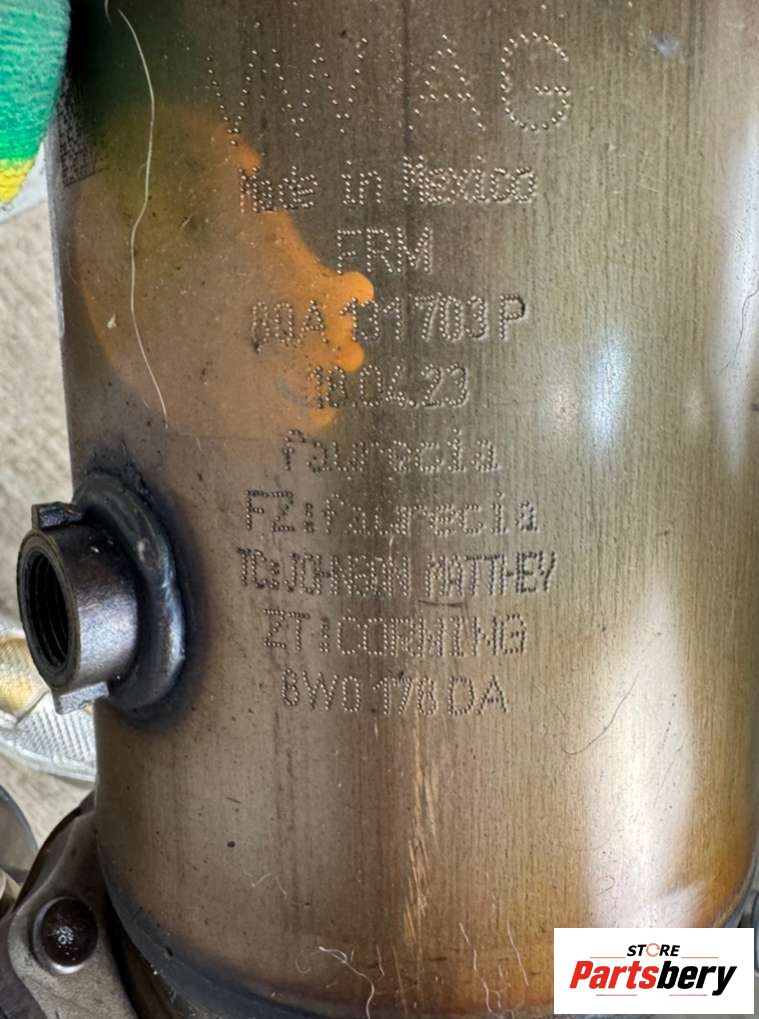 VW AG
Made in Mexico
FRM
80A 131 703 P
18.04.23
faurecia
FZ:faurecia
TC:JOHNSON MATTHEY
ZT:CORNING
8W0 178 DA
STORE
Partsbery